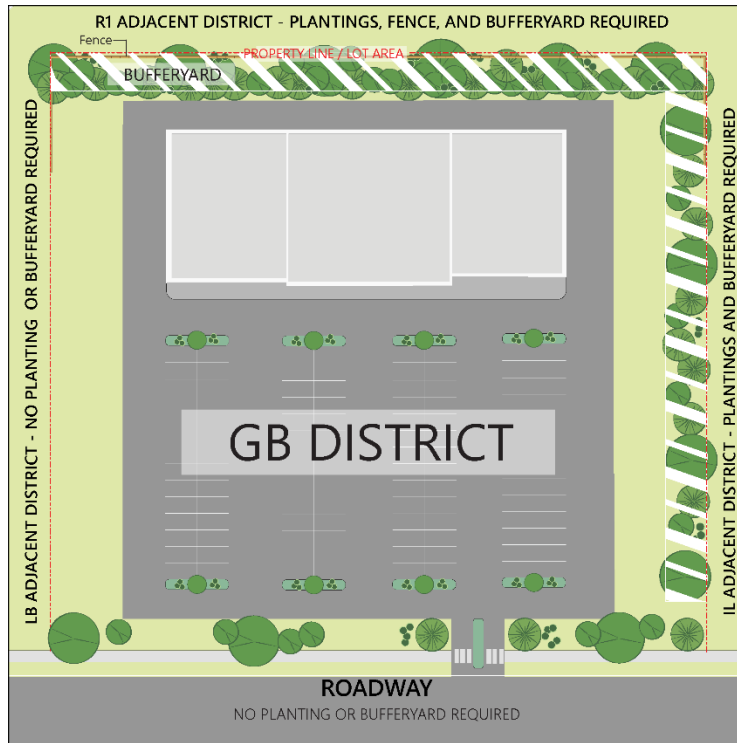 R1 ADJACENT DISTRICT - PLANTINGS, FENCE, AND BUFFERYARD REQUIRED
Fence
PROPERTY LINE / LOT AREA
BUFFERYARD
LB ADJACENT DISTRICT - NO PLANTING OR BUFFERYARD REQUIRED
IL ADJACENT DISTRICT - PLANTINGS AND BUFFERYARD REQUIRED
GB DISTRICT
ROADWAY
NO PLANTING OR BUFFERYARD REQUIRED